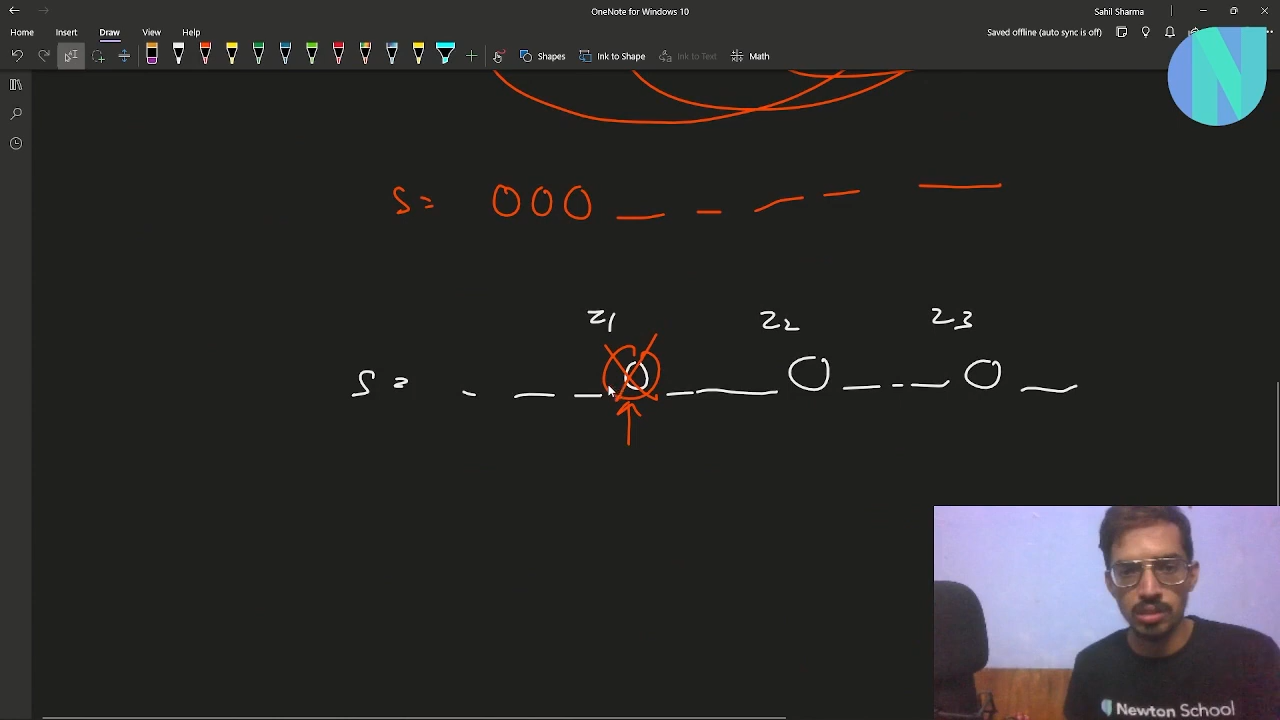 OneNote for Windows 10
Sahil Sharma
Home Insert Draw View Help
Saved offline (auto sync is off)
Shapes Ink to Shape Ink to Text Math
S = 000 _ _ _ _ _
z1 z2 z3
S = _ _ _ 0 _ _ 0 _ - _ 0 _
Newton School